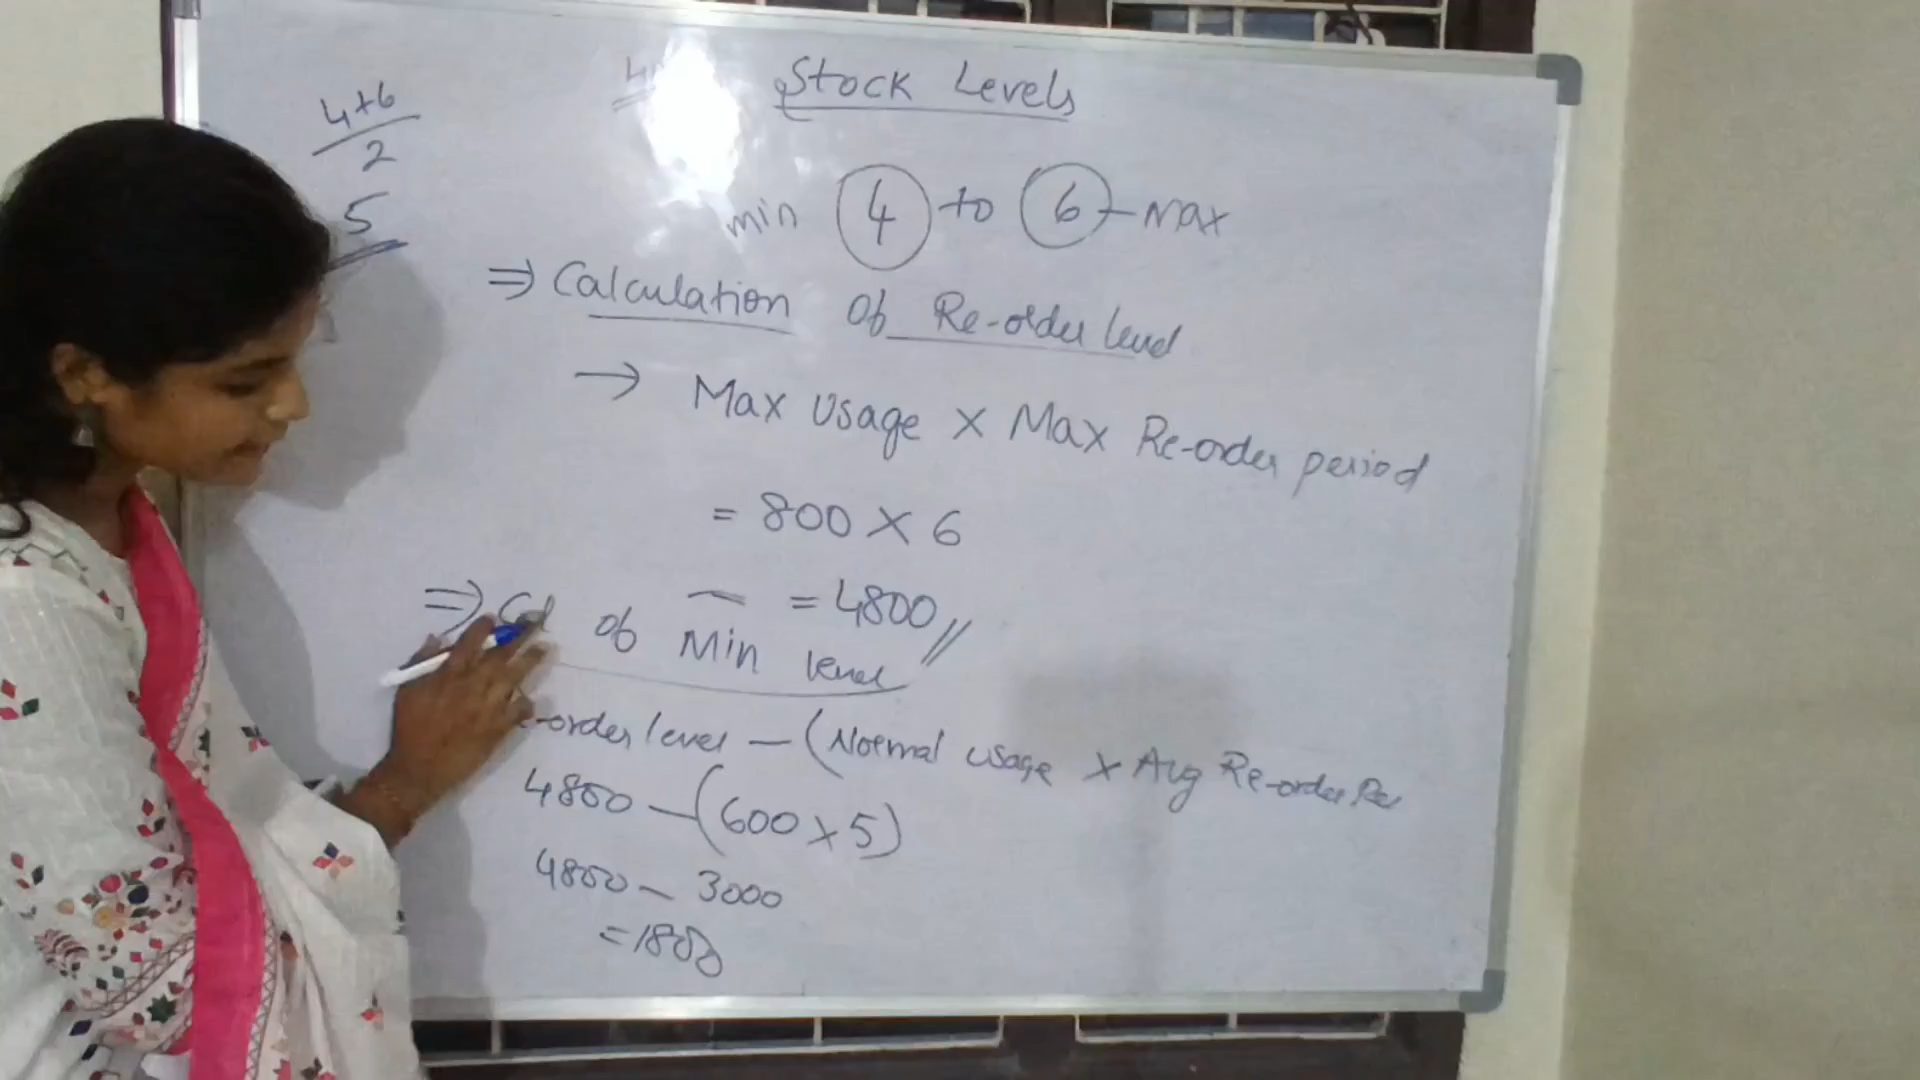 Stock Levels
4+6
2
5
min 4 to 6 - Max
⇒ Calculation Of Re-order level
→ Max Usage × Max Re-order period
= 800 × 6
= 4800 //
⇒ Cal of Min level
-order level - (Normal usage × Avg Re-order Per
4800 - (600 × 5)
4800 - 3000
= 1800